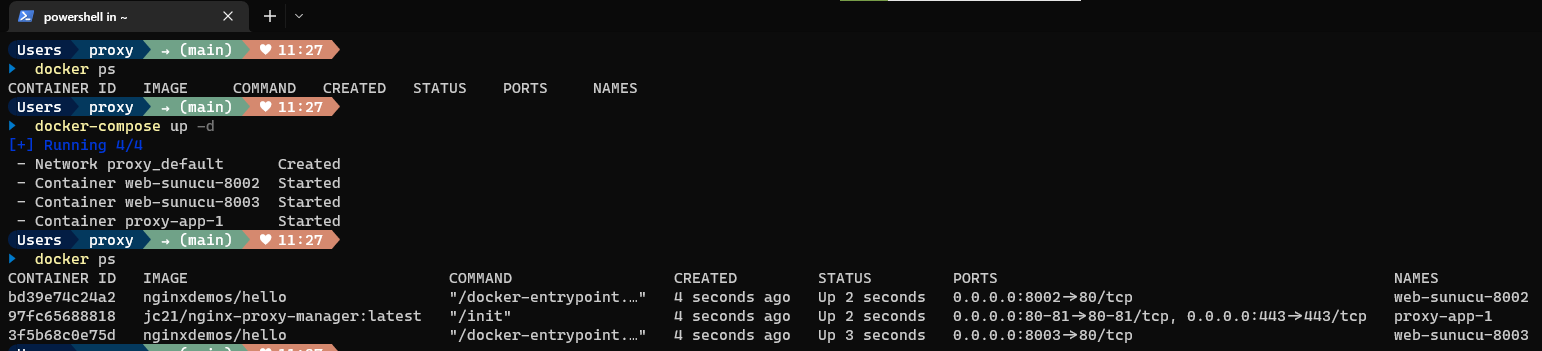 powershell in ~
Users proxy → (main) ♥ 11:27
docker ps
CONTAINER ID IMAGE COMMAND CREATED STATUS PORTS NAMES
Users proxy → (main) ♥ 11:27
docker-compose up -d
[+] Running 4/4
- Network proxy_default Created
- Container web-sunucu-8002 Started
- Container web-sunucu-8003 Started
- Container proxy-app-1 Started
Users proxy → (main) ♥ 11:27
docker ps
CONTAINER ID IMAGE COMMAND CREATED STATUS PORTS NAMES
bd39e74c24a2 nginxdemos/hello "/docker-entrypoint.…" 4 seconds ago Up 2 seconds 0.0.0.0:8002->80/tcp web-sunucu-8002
97fc65688818 jc21/nginx-proxy-manager:latest "/init" 4 seconds ago Up 2 seconds 0.0.0.0:80-81->80-81/tcp, 0.0.0.0:443->443/tcp proxy-app-1
3f5b68c0e75d nginxdemos/hello "/docker-entrypoint.…" 4 seconds ago Up 3 seconds 0.0.0.0:8003->80/tcp web-sunucu-8003